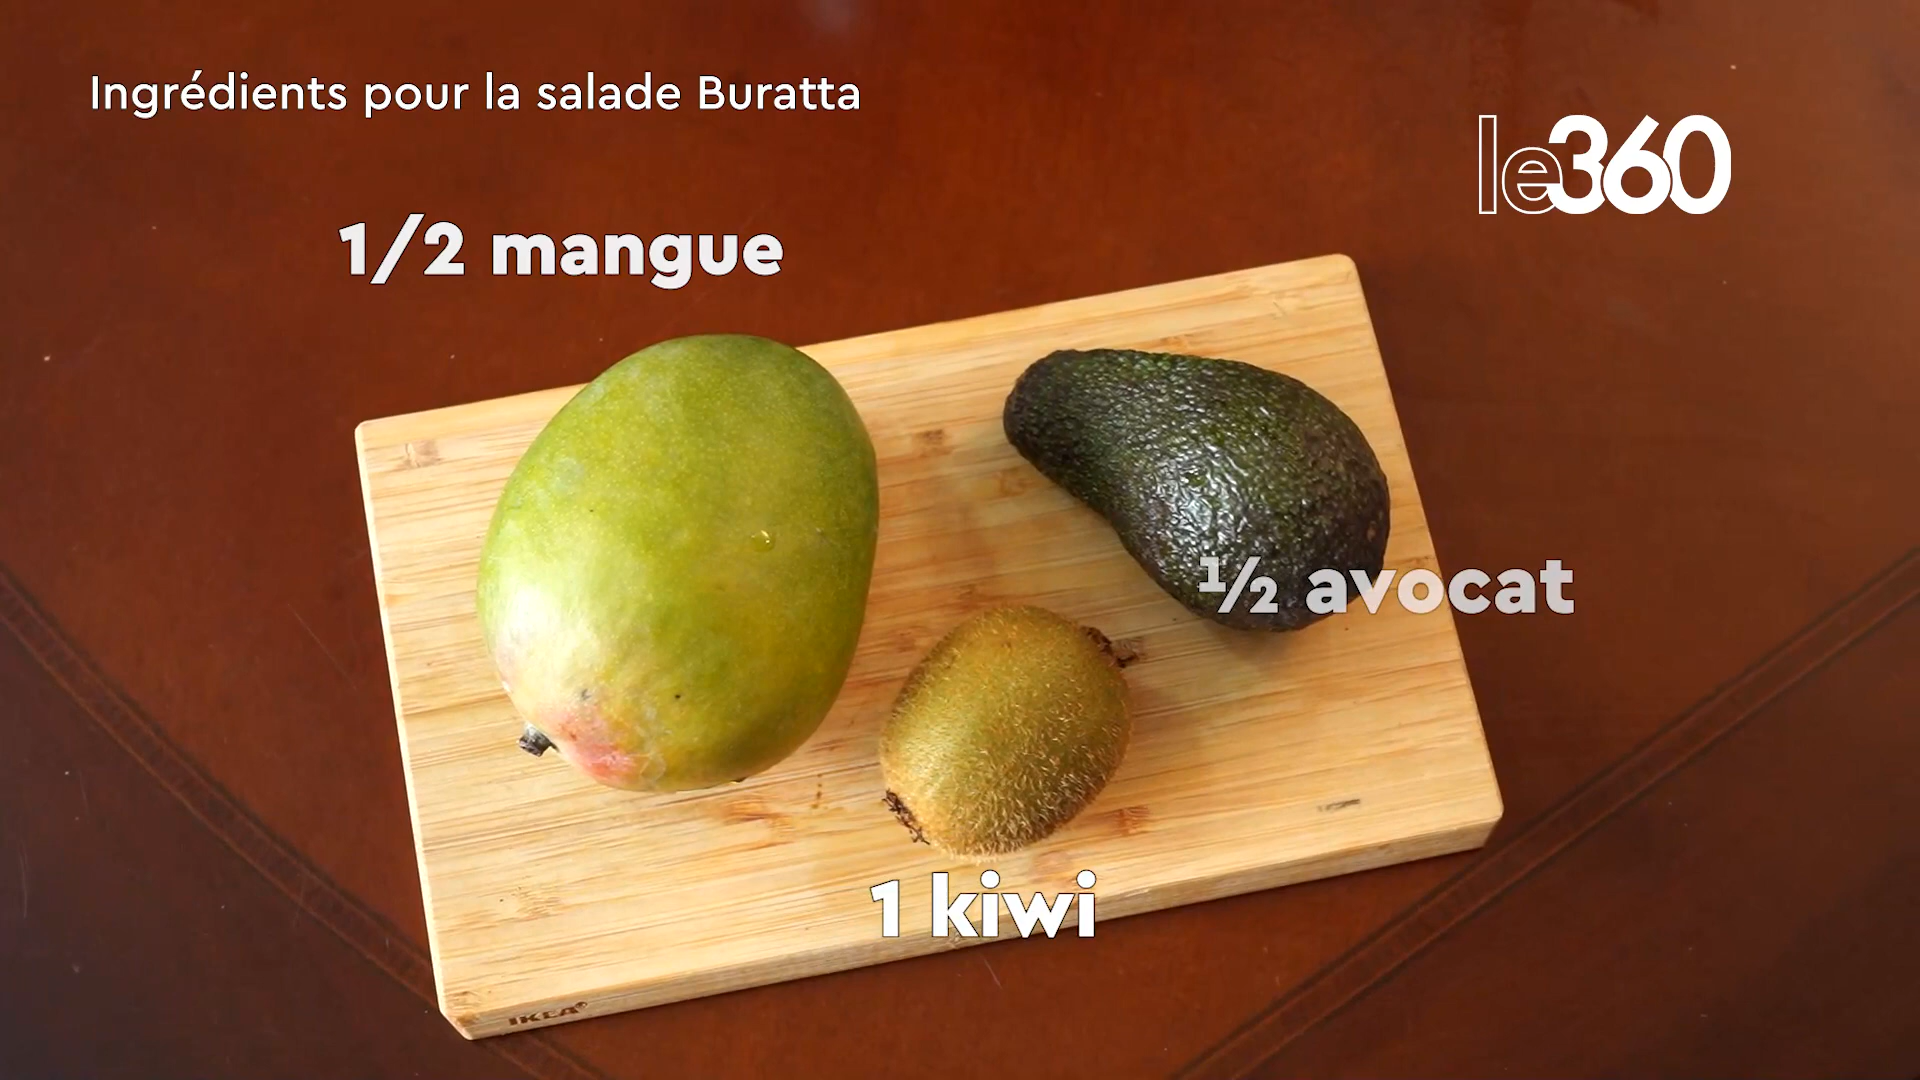 Ingrédients pour la salade Buratta
le360
1/2 mangue
½ avocat
1 kiwi
IKEA®